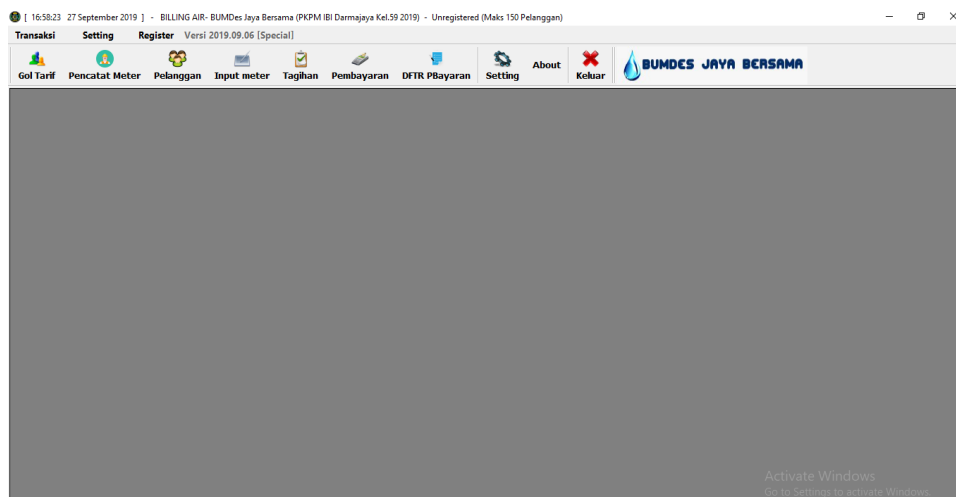 [ 16:58:23 27 September 2019 ] - BILLING AIR- BUMDes Jaya Bersama (PKPM IBI Darmajaya Kel.59 2019) - Unregistered (Maks 150 Pelanggan)
Transaksi Setting Register Versi 2019.09.06 [Special]
Gol Tarif Pencatat Meter Pelanggan Input meter Tagihan Pembayaran DFTR PBayaran Setting About Keluar BUMDES JAYA BERSAMA
Activate Windows
Go to Settings to activate Windows.